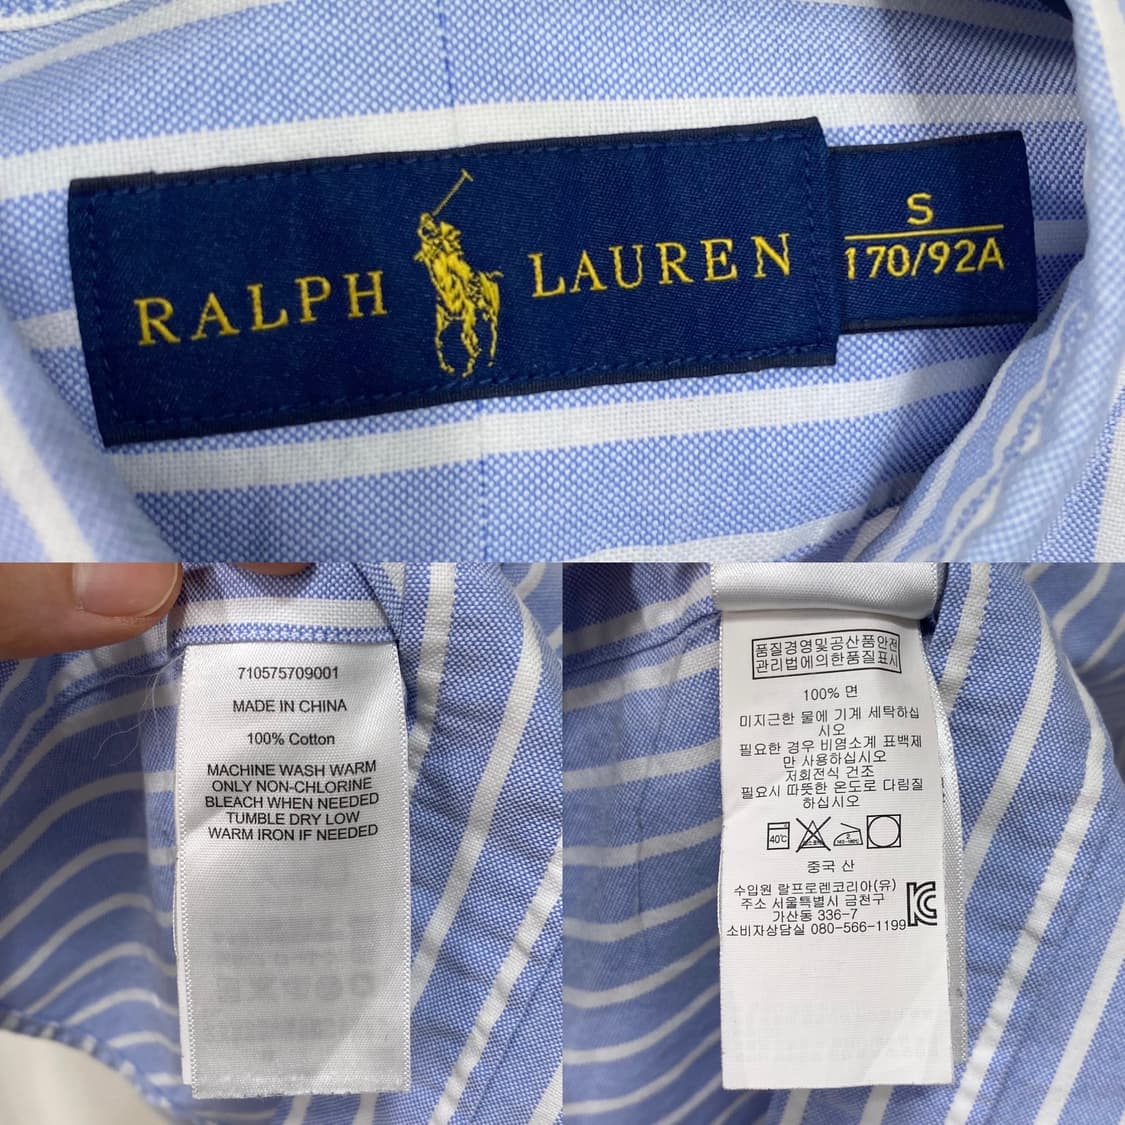 RALPH LAUREN
S
170/92A
710575709001
MADE IN CHINA
100% Cotton
MACHINE WASH WARM
ONLY NON-CHLORINE
BLEACH WHEN NEEDED
TUMBLE DRY LOW
WARM IRON IF NEEDED
품질경영및공산품안전
관리법에의한품질표시
100% 면
미지근한 물에 기계 세탁하십
시오
필요한 경우 비염소계 표백제
만 사용하십시오
저회전식 건조
필요시 따뜻한 온도로 다림질
하십시오
40℃
중국 산
수입원 랄프로렌코리아(유)
주소 서울특별시 금천구
가산동 336-7
소비자상담실 080-566-1199